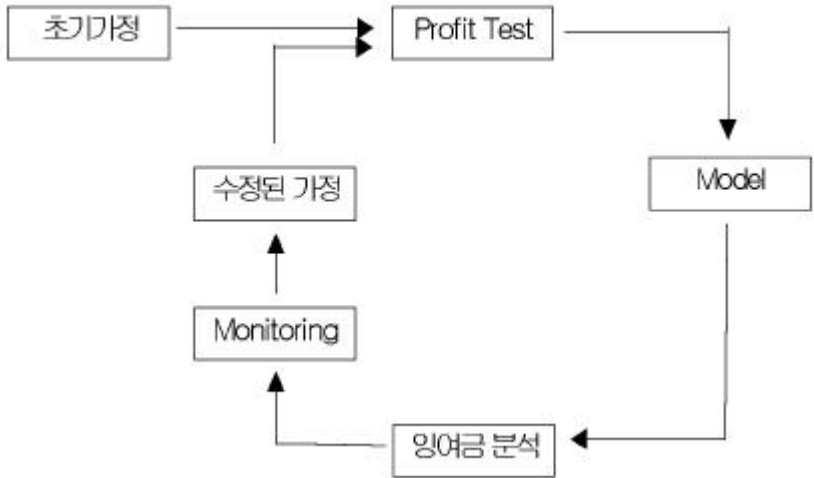 초기가정
Profit Test
수정된 가정
Model
Monitoring
잉여금 분석